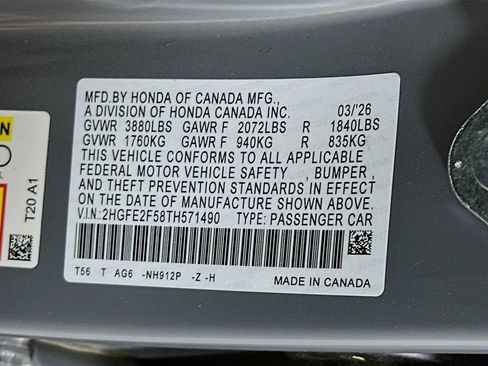 MFD.BY HONDA OF CANADA MFG.,
A DIVISION OF HONDA CANADA INC. 03/'26
GVWR 3880LBS GAWR F 2072LBS R 1840LBS
GVWR 1760KG GAWR F 940KG R 835KG
THIS VEHICLE CONFORMS TO ALL APPLICABLE
FEDERAL MOTOR VEHICLE SAFETY , BUMPER ,
AND THEFT PREVENTION STANDARDS IN EFFECT
ON THE DATE OF MANUFACTURE SHOWN ABOVE.
V.I.N: 2HGFE2F58TH571490 TYPE: PASSENGER CAR
T56 T AG6 -NH912P -Z -H
MADE IN CANADA
T20 A1